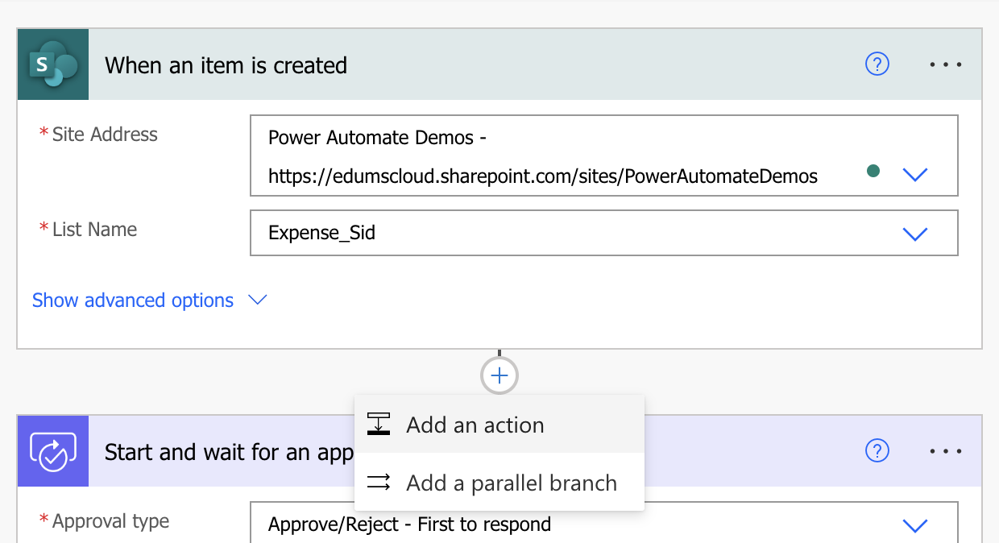 S
When an item is created
?
* Site Address
Power Automate Demos -
https://edumscloud.sharepoint.com/sites/PowerAutomateDemos
* List Name
Expense_Sid
Show advanced options
Add an action
Start and wait for an app
?
Add a parallel branch
* Approval type
Approve/Reject - First to respond